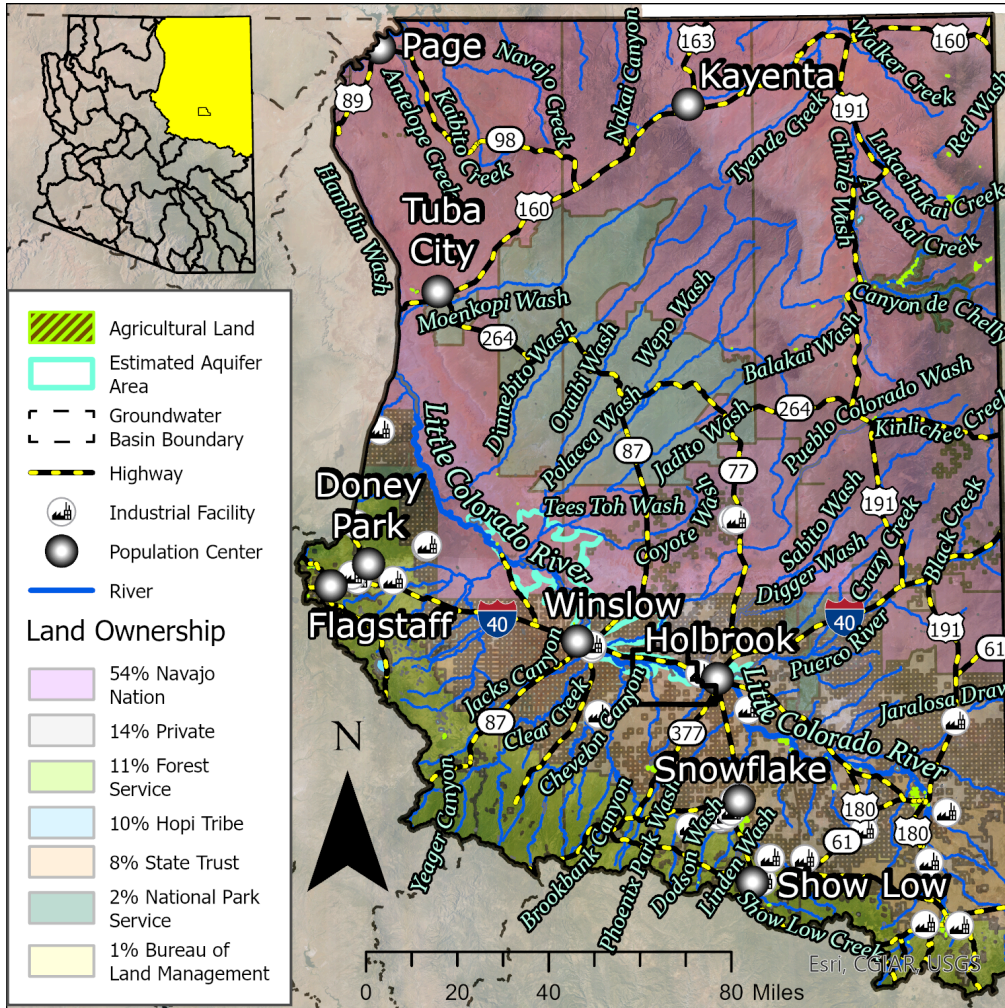 Page
Navajo Creek
Nakai Canyon
163
Walker Creek
160
Kayenta
89
Antelope Creek
Kaibito Creek
98
191
Red Wash
Tyende Creek
Chinle Wash
Lukachukai Creek
Agua Sal Creek
Hamblin Wash
Tuba
City
160
Moenkopi Wash
264
Canyon de Chelly
Dinnebito Wash
Oraibi Wash
Wepo Wash
Balakai Wash
Polacca Wash
Jadito Wash
264
Pueblo Colorado Wash
Kinlichee Creek
87
77
Little Colorado River
Doney
Park
Tees Toh Wash
Coyote Wash
Sabito Wash
191
Digger Wash
Crazy Creek
Black Creek
Flagstaff
40
Winslow
Holbrook
40
Puerco River
191
61
Jacks Canyon
87
Clear Creek
Chevelon Canyon
377
Little Colorado River
Jaralosa Draw
Snowflake
180
61
180
Yeager Canyon
Brookbank Canyon
Phoenix Park Wash
Dodson Wash
Linden Wash
Show Low
Show Low Creek
Agricultural Land
Estimated Aquifer
Area
Groundwater
Basin Boundary
Highway
Industrial Facility
Population Center
River
Land Ownership
54% Navajo
Nation
14% Private
11% Forest
Service
10% Hopi Tribe
8% State Trust
2% National Park
Service
1% Bureau of
Land Management
N
0 40 80 Miles
Esri, CGIAR, USGS